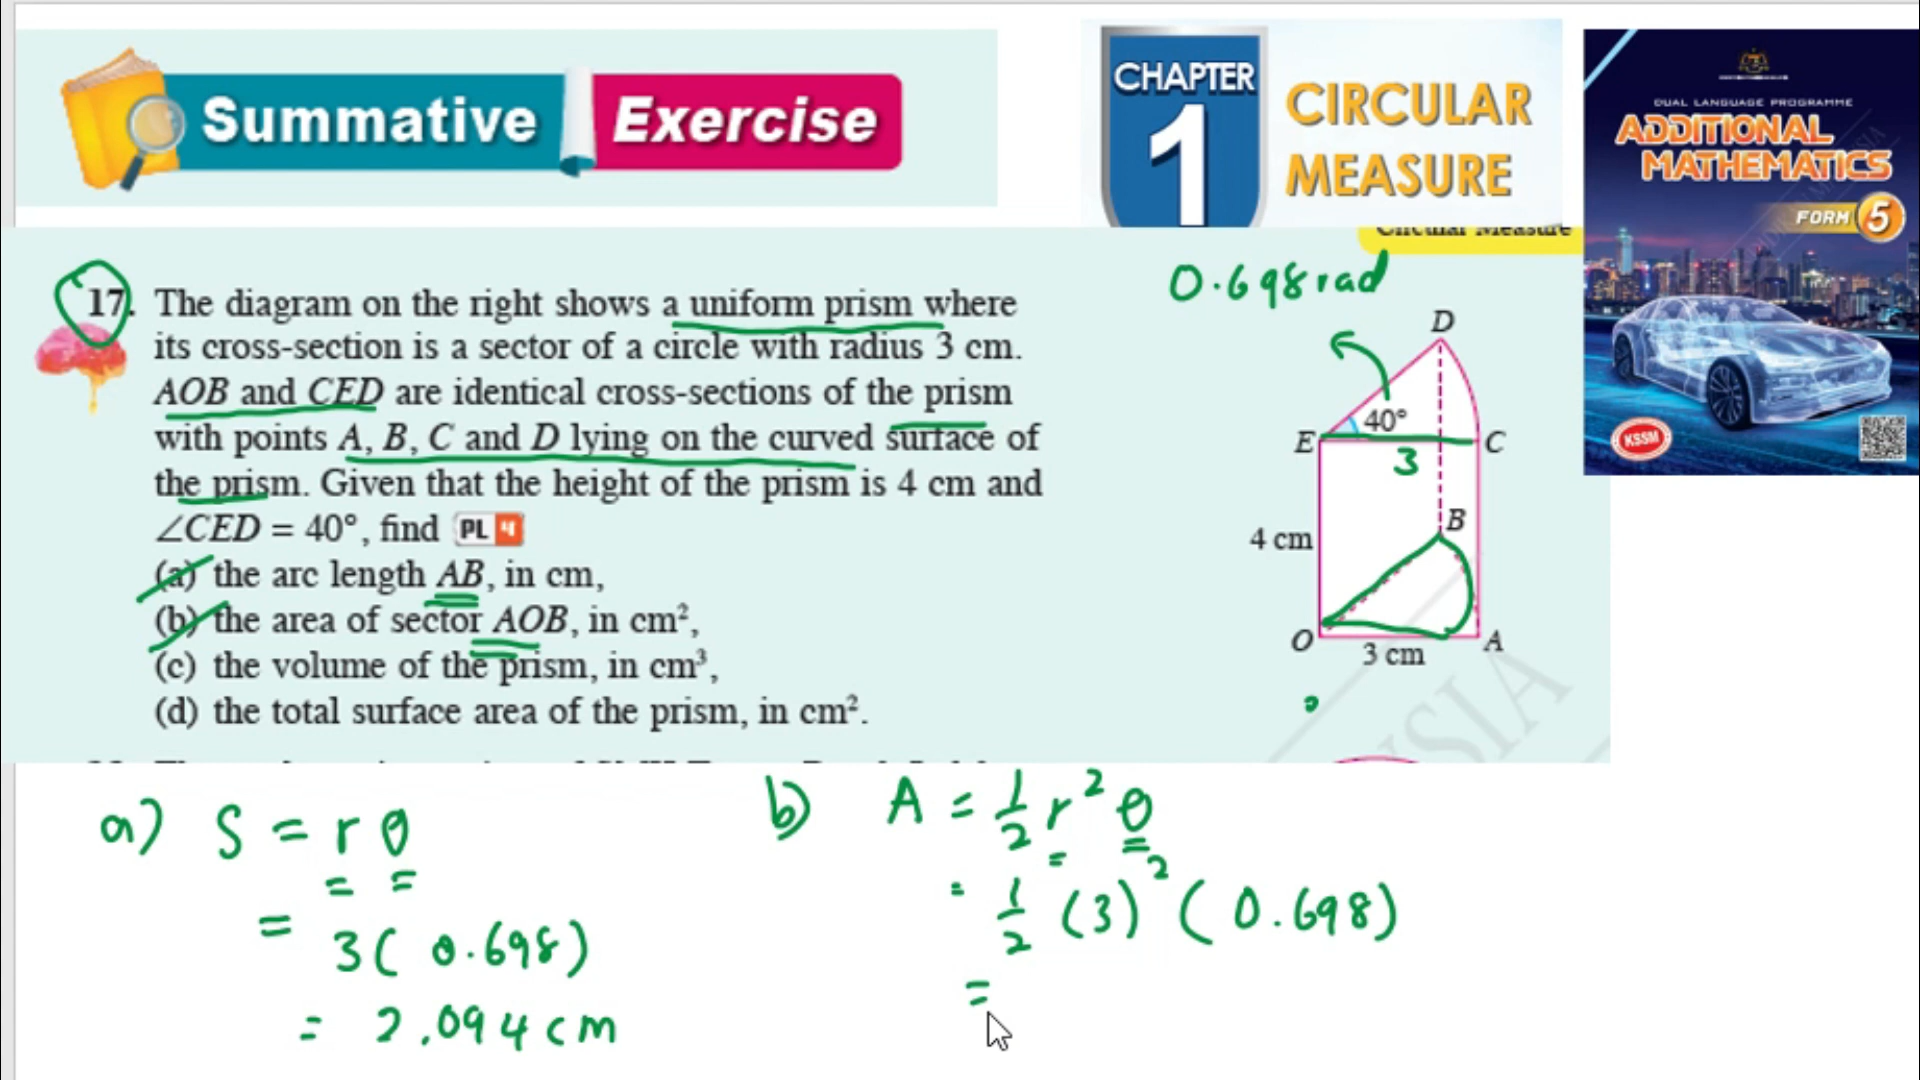 Summative Exercise
CHAPTER
1
CIRCULAR
MEASURE
DUAL LANGUAGE PROGRAMME
ADDITIONAL
MATHEMATICS
FORM 5
KSSM
Circular Measure
0.698 rad
17. The diagram on the right shows a uniform prism where
its cross-section is a sector of a circle with radius 3 cm.
AOB and CED are identical cross-sections of the prism
with points A, B, C and D lying on the curved surface of
the prism. Given that the height of the prism is 4 cm and
∠CED = 40°, find PL 4
(a) the arc length AB, in cm,
(b) the area of sector AOB, in cm²,
(c) the volume of the prism, in cm³,
(d) the total surface area of the prism, in cm².
D
40°
E
C
3
B
4 cm
O
A
3 cm
a) S = rθ
= 3(0.698)
= 2.094 cm
b) A = 1/2 r²θ
= 1/2 (3)² (0.698)
=